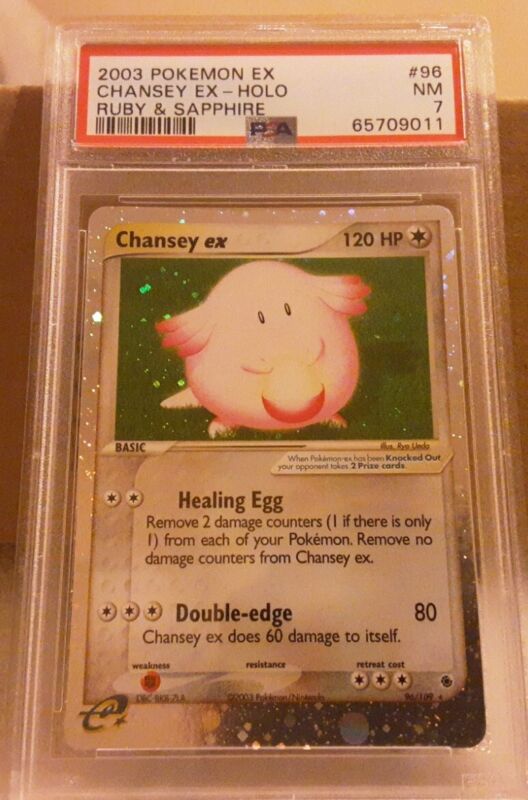 2003 POKEMON EX #96
CHANSEY EX - HOLO NM
RUBY & SAPPHIRE 7
PSA 65709011
Chansey ex 120 HP
BASIC
Illus. Ryo Ueda
When Pokémon-ex has been Knocked Out,
your opponent takes 2 Prize cards.
Healing Egg
Remove 2 damage counters (1 if there is only
1) from each of your Pokémon. Remove no
damage counters from Chansey ex.
Double-edge 80
Chansey ex does 60 damage to itself.
weakness resistance retreat cost
©2003 Pokémon/Nintendo 96/109
e